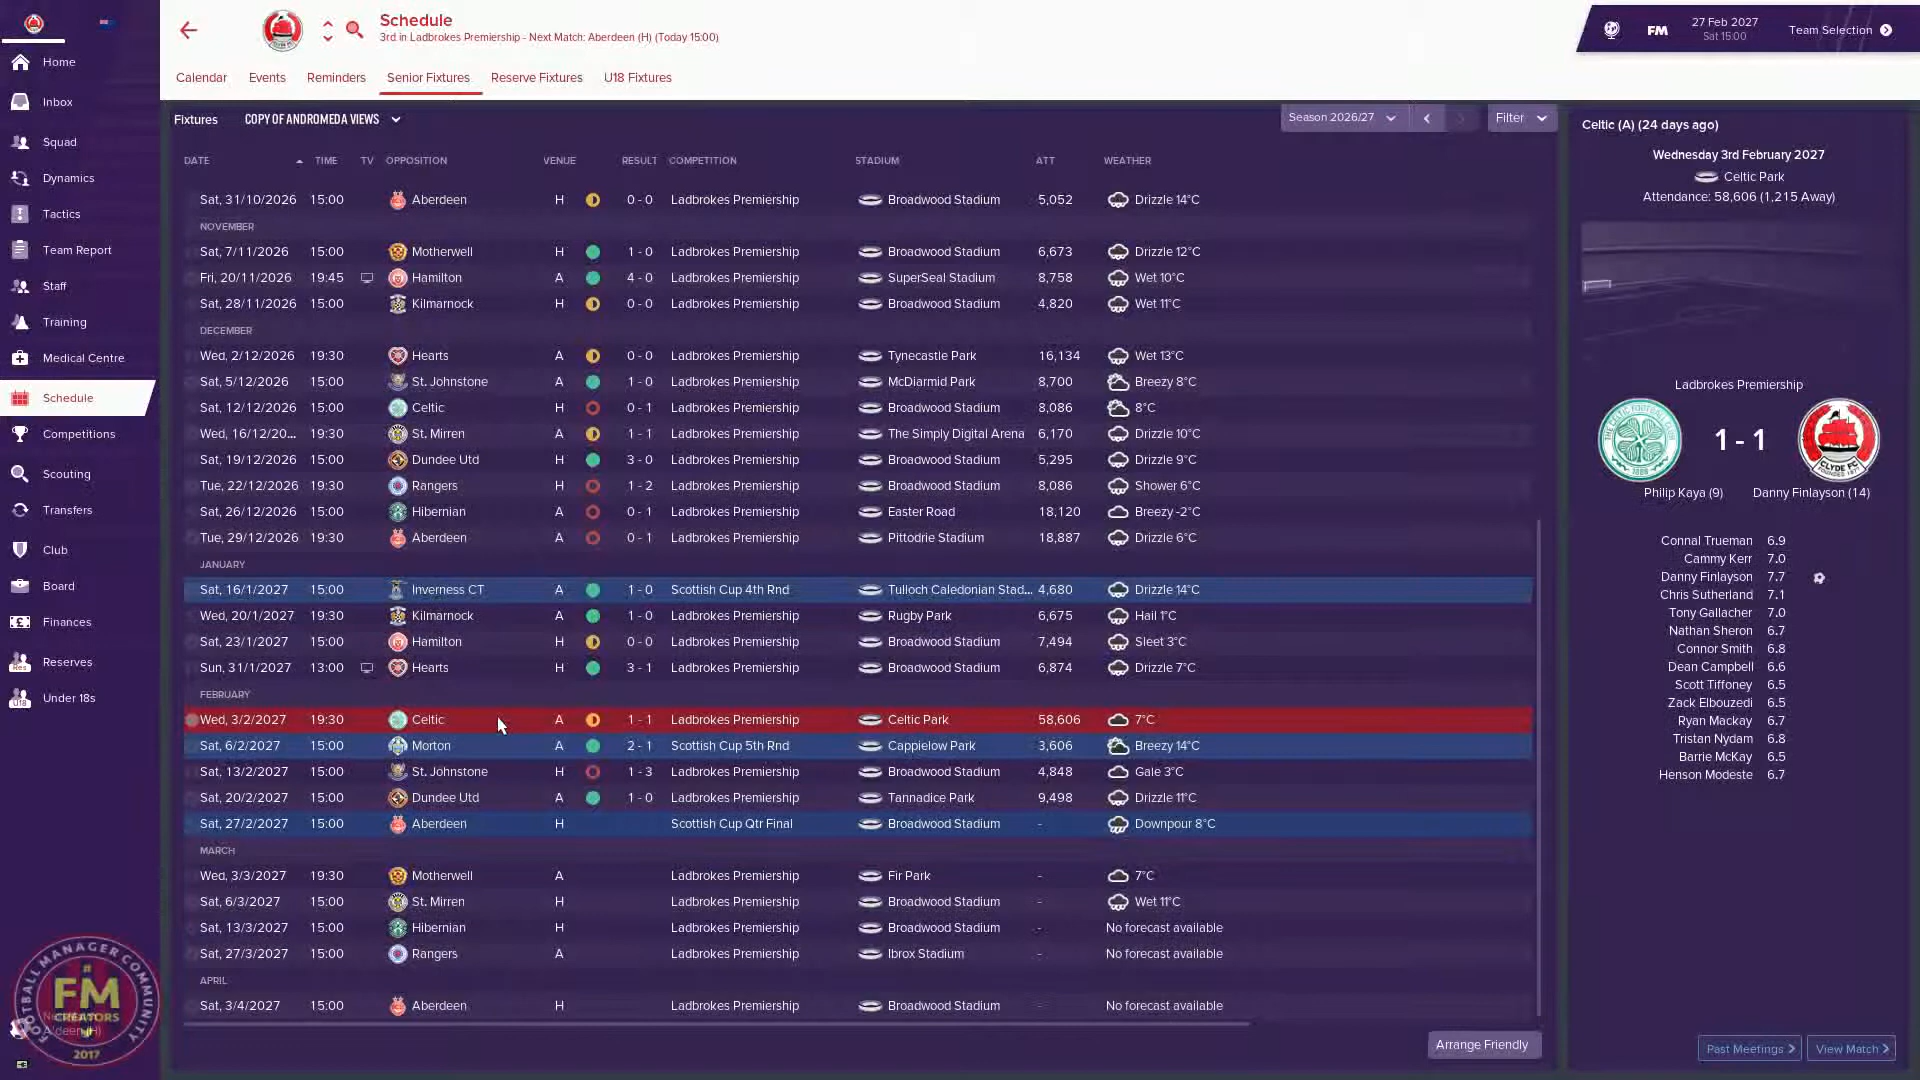 Schedule
3rd in Ladbrokes Premiership - Next Match: Aberdeen (H) (Today 15:00)
FM
27 Feb 2027
Sat 15:00
Team Selection
Calendar Events Reminders Senior Fixtures Reserve Fixtures U18 Fixtures
Home
Inbox
Squad
Dynamics
Tactics
Team Report
Staff
Training
Medical Centre
Schedule
Competitions
Scouting
Transfers
Club
Board
Finances
Reserves
Under 18s
Fixtures COPY OF ANDROMEDA VIEWS Season 2026/27 Filter
DATE TIME TV OPPOSITION VENUE RESULT COMPETITION STADIUM ATT WEATHER
Sat, 31/10/2026 15:00 Aberdeen H 0 - 0 Ladbrokes Premiership Broadwood Stadium 5,052 Drizzle 14°C
NOVEMBER
Sat, 7/11/2026 15:00 Motherwell H 1 - 0 Ladbrokes Premiership Broadwood Stadium 6,673 Drizzle 12°C
Fri, 20/11/2026 19:45 Hamilton A 4 - 0 Ladbrokes Premiership SuperSeal Stadium 8,758 Wet 10°C
Sat, 28/11/2026 15:00 Kilmarnock H 0 - 0 Ladbrokes Premiership Broadwood Stadium 4,820 Wet 11°C
DECEMBER
Wed, 2/12/2026 19:30 Hearts A 0 - 0 Ladbrokes Premiership Tynecastle Park 16,134 Wet 13°C
Sat, 5/12/2026 15:00 St. Johnstone A 1 - 0 Ladbrokes Premiership McDiarmid Park 8,700 Breezy 8°C
Sat, 12/12/2026 15:00 Celtic H 0 - 1 Ladbrokes Premiership Broadwood Stadium 8,086 8°C
Wed, 16/12/20... 19:30 St. Mirren A 1 - 1 Ladbrokes Premiership The Simply Digital Arena 6,170 Drizzle 10°C
Sat, 19/12/2026 15:00 Dundee Utd H 3 - 0 Ladbrokes Premiership Broadwood Stadium 5,295 Drizzle 9°C
Tue, 22/12/2026 19:30 Rangers H 1 - 2 Ladbrokes Premiership Broadwood Stadium 8,086 Shower 6°C
Sat, 26/12/2026 15:00 Hibernian A 0 - 1 Ladbrokes Premiership Easter Road 18,120 Breezy -2°C
Tue, 29/12/2026 19:30 Aberdeen A 0 - 1 Ladbrokes Premiership Pittodrie Stadium 18,887 Drizzle 6°C
JANUARY
Sat, 16/1/2027 15:00 Inverness CT A 1 - 0 Scottish Cup 4th Rnd Tulloch Caledonian Stad... 4,680 Drizzle 14°C
Wed, 20/1/2027 19:30 Kilmarnock A 1 - 0 Ladbrokes Premiership Rugby Park 6,675 Hail 1°C
Sat, 23/1/2027 15:00 Hamilton H 0 - 0 Ladbrokes Premiership Broadwood Stadium 7,494 Sleet 3°C
Sun, 31/1/2027 13:00 Hearts H 3 - 1 Ladbrokes Premiership Broadwood Stadium 6,874 Drizzle 7°C
FEBRUARY
Wed, 3/2/2027 19:30 Celtic A 1 - 1 Ladbrokes Premiership Celtic Park 58,606 7°C
Sat, 6/2/2027 15:00 Morton A 2 - 1 Scottish Cup 5th Rnd Cappielow Park 3,606 Breezy 14°C
Sat, 13/2/2027 15:00 St. Johnstone H 1 - 3 Ladbrokes Premiership Broadwood Stadium 4,848 Gale 3°C
Sat, 20/2/2027 15:00 Dundee Utd A 1 - 0 Ladbrokes Premiership Tannadice Park 9,498 Drizzle 11°C
Sat, 27/2/2027 15:00 Aberdeen H Scottish Cup Qtr Final Broadwood Stadium - Downpour 8°C
MARCH
Wed, 3/3/2027 19:30 Motherwell A Ladbrokes Premiership Fir Park - 7°C
Sat, 6/3/2027 15:00 St. Mirren H Ladbrokes Premiership Broadwood Stadium - Wet 11°C
Sat, 13/3/2027 15:00 Hibernian H Ladbrokes Premiership Broadwood Stadium - No forecast available
Sat, 27/3/2027 15:00 Rangers A Ladbrokes Premiership Ibrox Stadium - No forecast available
APRIL
Sat, 3/4/2027 15:00 Aberdeen H Ladbrokes Premiership Broadwood Stadium - No forecast available
Arrange Friendly
Celtic (A) (24 days ago)
Wednesday 3rd February 2027
Celtic Park
Attendance: 58,606 (1,215 Away)
Ladbrokes Premiership
THE CELTIC FOOTBALL CLUB
1888
1 - 1
CLYDE FC
FOUNDED 1877
Philip Kaya (9) Danny Finlayson (14)
Connal Trueman 6.9
Cammy Kerr 7.0
Danny Finlayson 7.7
Chris Sutherland 7.1
Tony Gallacher 7.0
Nathan Sheron 6.7
Connor Smith 6.8
Dean Campbell 6.6
Scott Tiffoney 6.5
Zack Elbouzedi 6.5
Ryan Mackay 6.7
Tristan Nydam 6.8
Barrie McKay 6.5
Henson Modeste 6.7
Past Meetings View Match
FOOTBALL MANAGER COMMUNITY
#
FM
CREATORS
2017
A'deen (H)